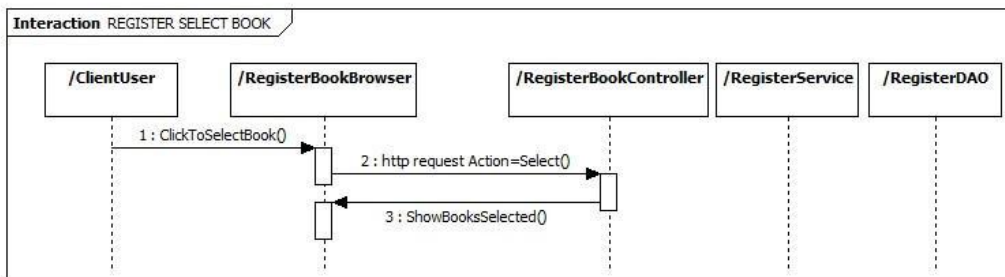 Interaction REGISTER SELECT BOOK
/ClientUser
/RegisterBookBrowser
/RegisterBookController
/RegisterService
/RegisterDAO
1 : ClickToSelectBook()
2 : http request Action=Select()
3 : ShowBooksSelected()